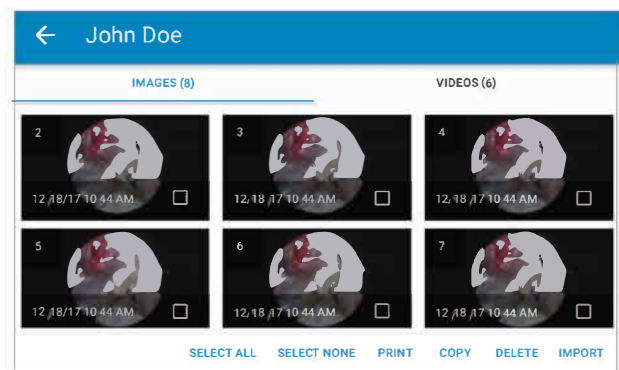 John Doe
IMAGES (8)
VIDEOS (6)
2
3
4
12/18/17 10 44 AM
12/18 17 10 44 AM
12/18 17 10 44 AM
5
6
7
12 18/17 10 44 AM
12/18 17 10 44 AM
12/18 17 10 44 AM
SELECT ALL SELECT NONE PRINT COPY DELETE IMPORT